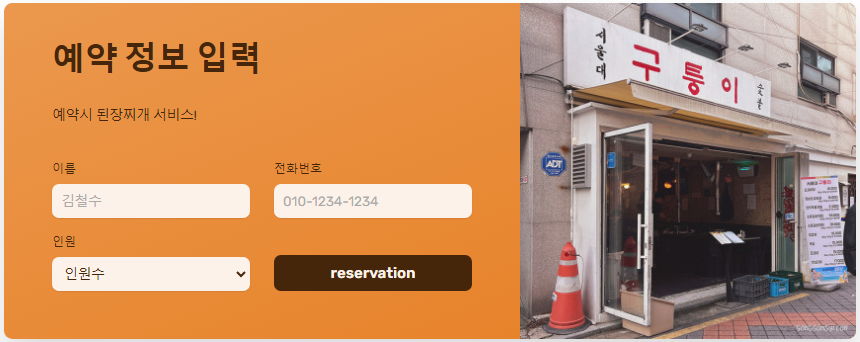 예약 정보 입력
예약시 된장찌개 서비스!
이름
전화번호
김철수
010-1234-1234
인원
인원수
reservation
서울대
구퉁이
ADT